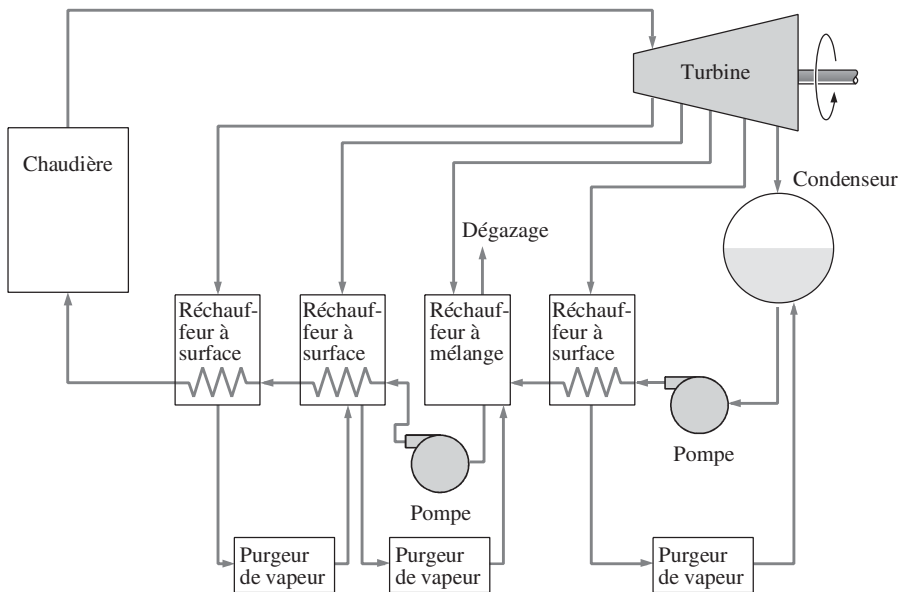 Turbine
Chaudière
Condenseur
Dégazage
Réchauf-
feur à
surface
Réchauf-
feur à
surface
Réchauf-
feur à
mélange
Réchauf-
feur à
surface
Pompe
Pompe
Purgeur
de vapeur
Purgeur
de vapeur
Purgeur
de vapeur